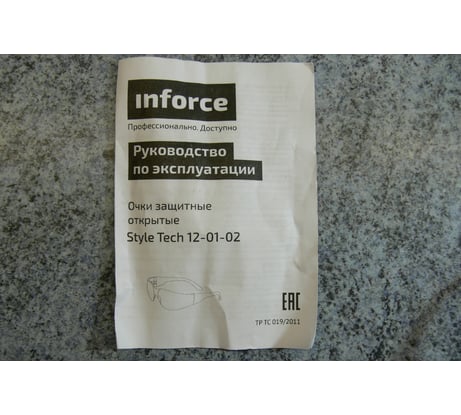 inforce
Профессионально. Доступно
Руководство
по эксплуатации
Очки защитные
открытые
Style Tech 12-01-02
EAC
ТР ТС 019/2011